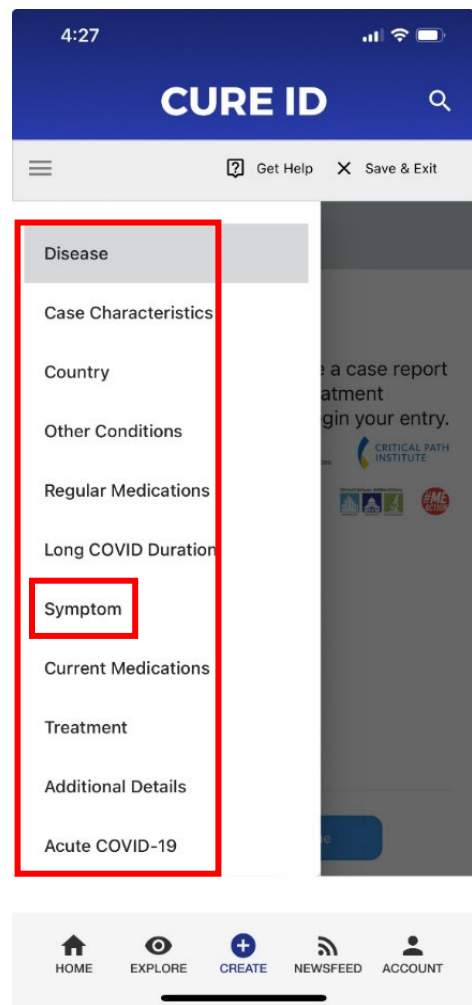 4:27
CURE ID
Get Help Save & Exit
Disease
Case Characteristics
Country
a case report
Other Conditions
atment
gin your entry.
CRITICAL PATH
INSTITUTE
Regular Medications
#ME
ACTION
Long COVID Duration
Symptom
Current Medications
Treatment
Additional Details
Acute COVID-19
HOME EXPLORE CREATE NEWSFEED ACCOUNT